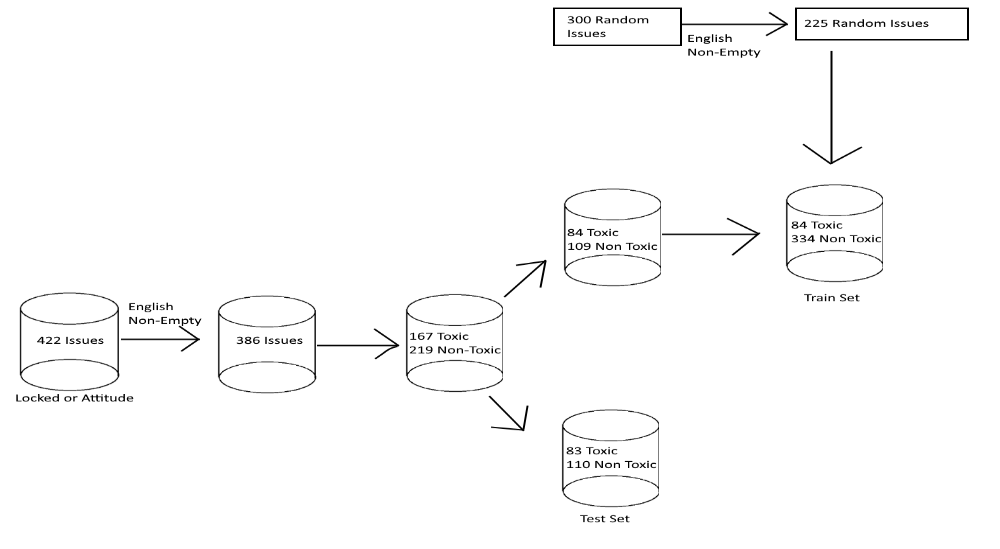 300 Random
Issues
English
Non-Empty
225 Random Issues
84 Toxic
109 Non Toxic
84 Toxic
334 Non Toxic
Train Set
English
Non-Empty
422 Issues
Locked or Attitude
386 Issues
167 Toxic
219 Non-Toxic
83 Toxic
110 Non Toxic
Test Set